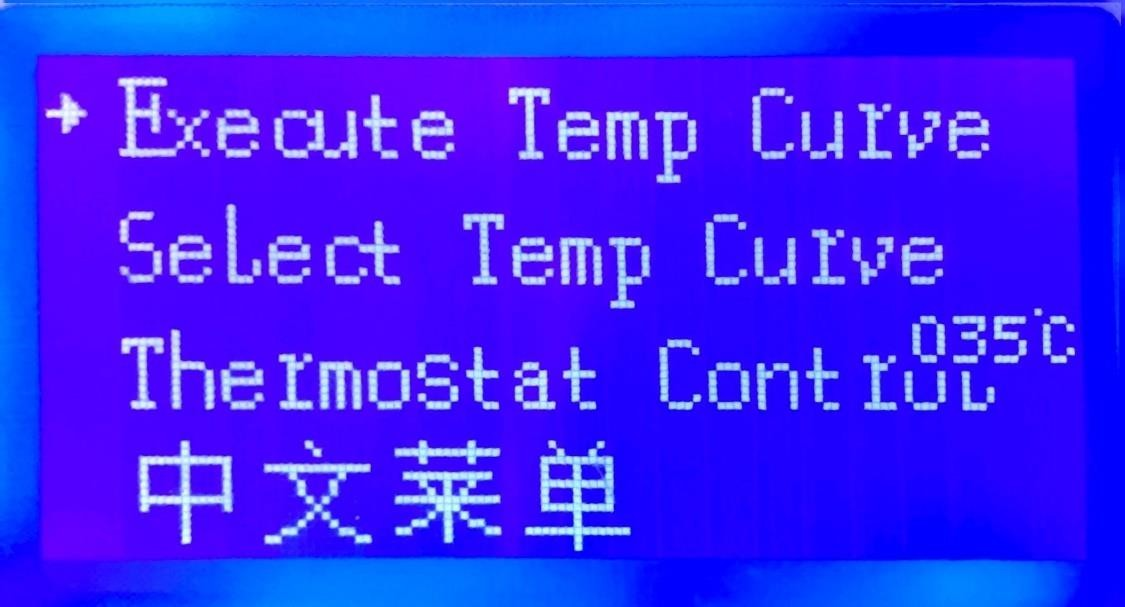 → Execute Temp Curve
Select Temp Curve
Thermostat Control
035℃
中文菜单